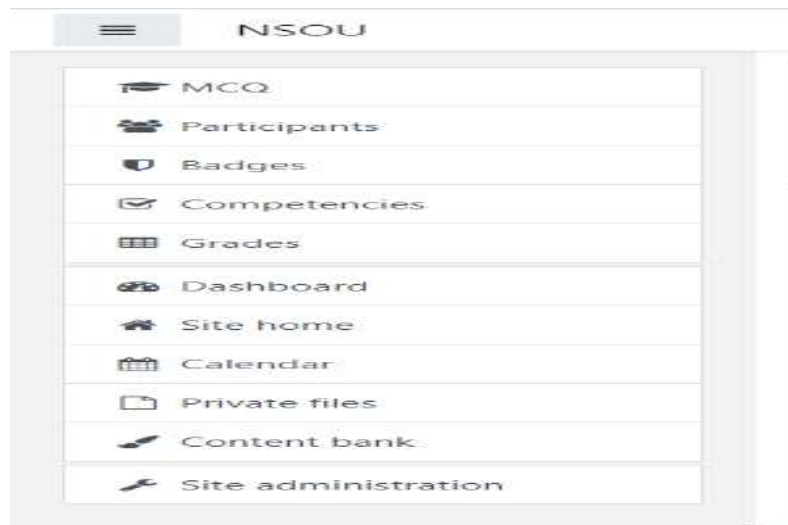 NSOU
MCQ
Participants
Badges
Competencies
Grades
Dashboard
Site home
Calendar
Private files
Content bank
Site administration